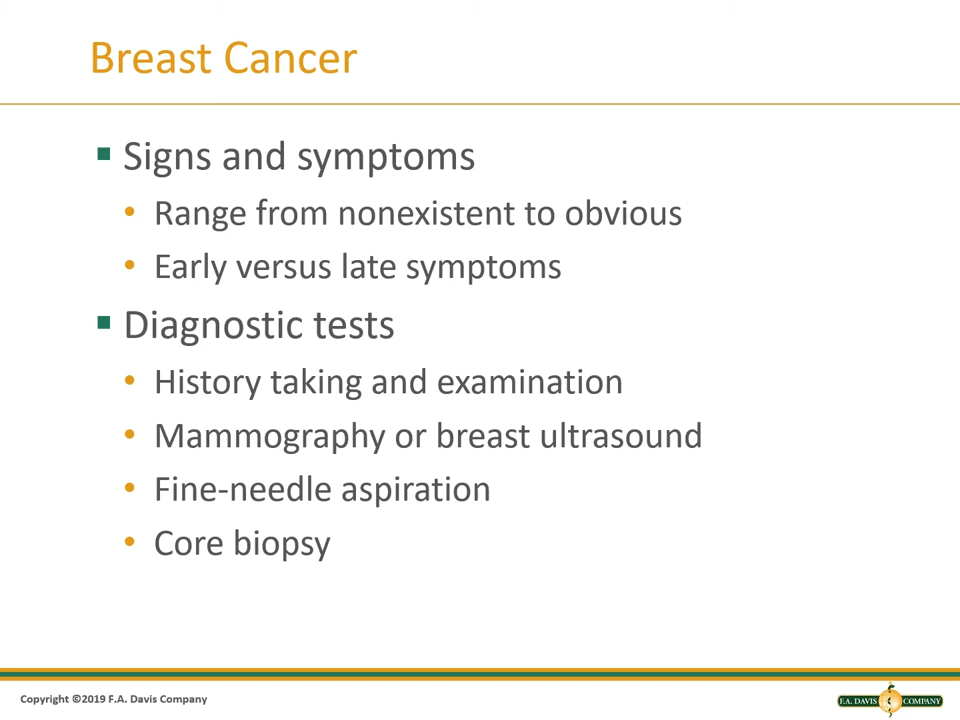 Breast Cancer
Signs and symptoms
Range from nonexistent to obvious
Early versus late symptoms
Diagnostic tests
History taking and examination
Mammography or breast ultrasound
Fine-needle aspiration
Core biopsy
Copyright ©2019 F.A. Davis Company
F.A. DAVIS COMPANY